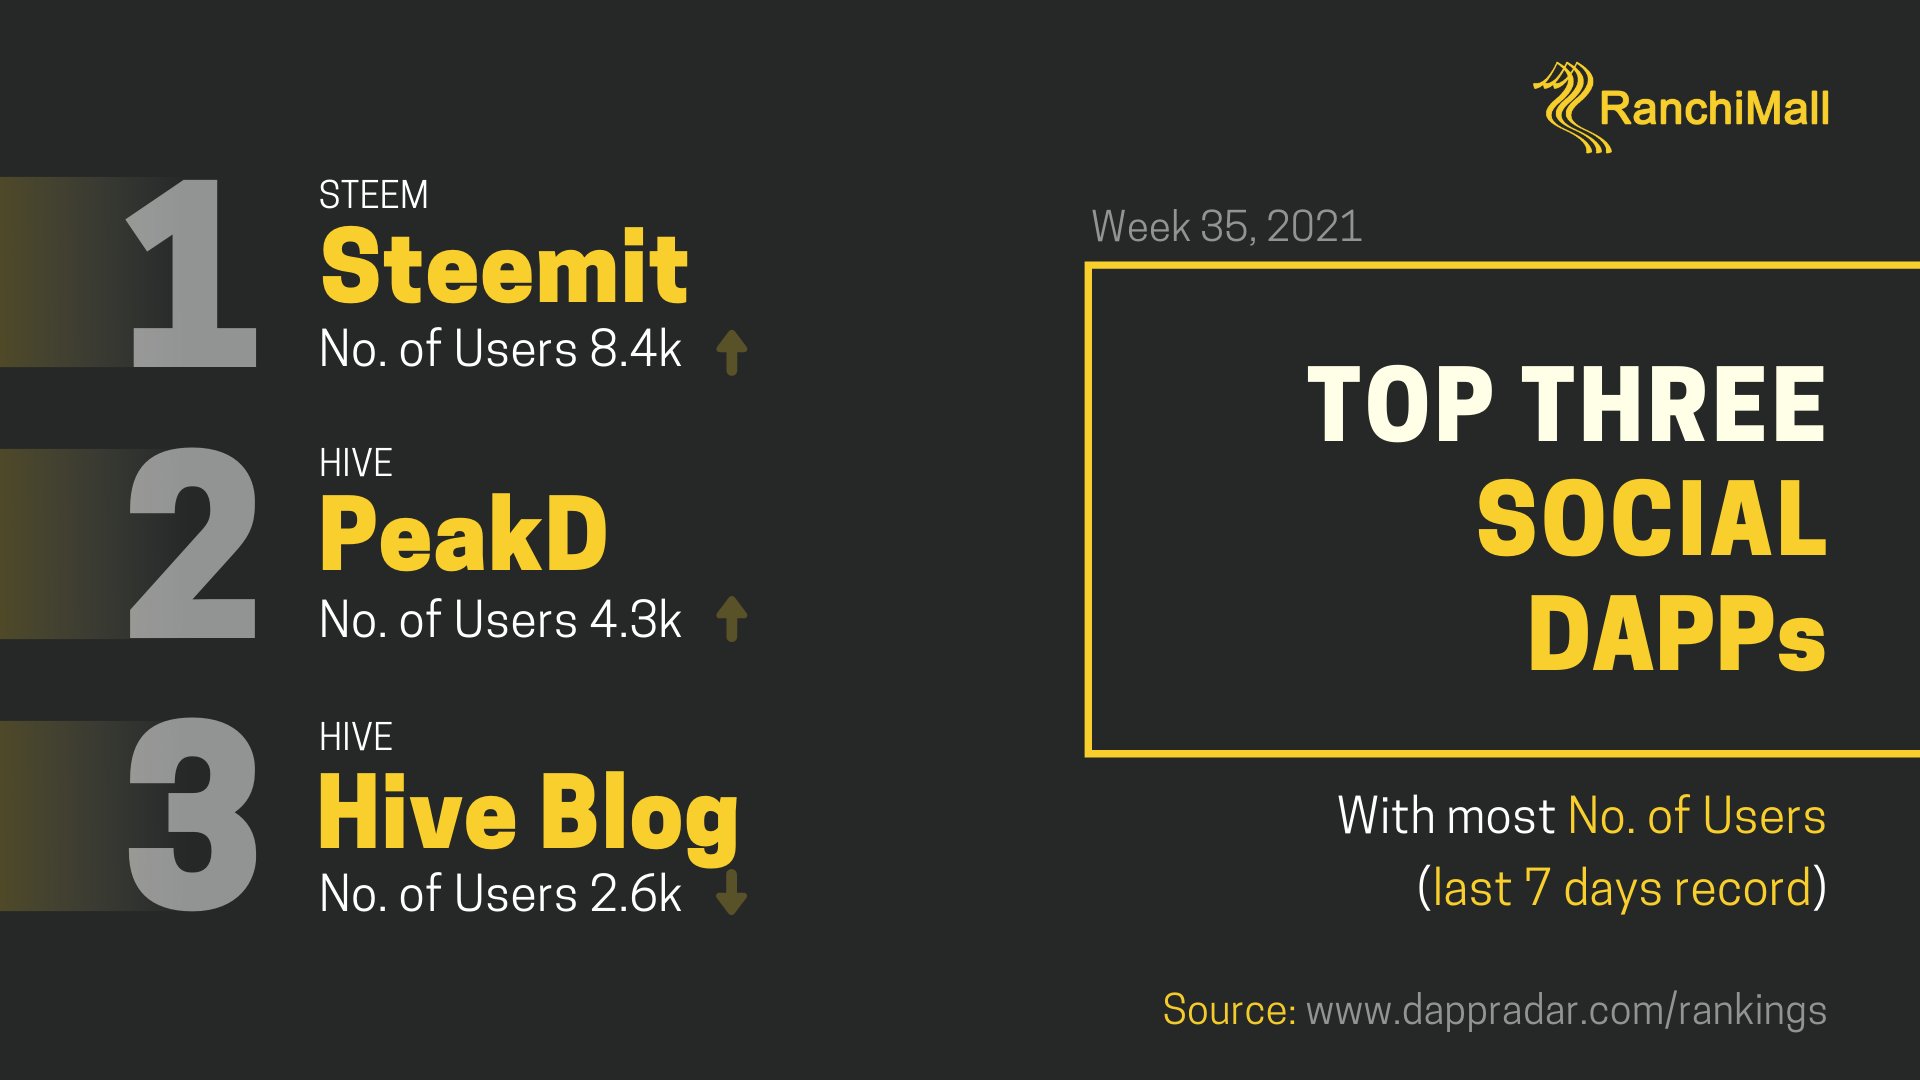 RanchiMall
1
STEEM
Steemit
No. of Users 8.4k
2
HIVE
PeakD
No. of Users 4.3k
3
HIVE
Hive Blog
No. of Users 2.6k
Week 35, 2021
TOP THREE
SOCIAL
DAPPs
With most No. of Users
(last 7 days record)
Source: www.dappradar.com/rankings